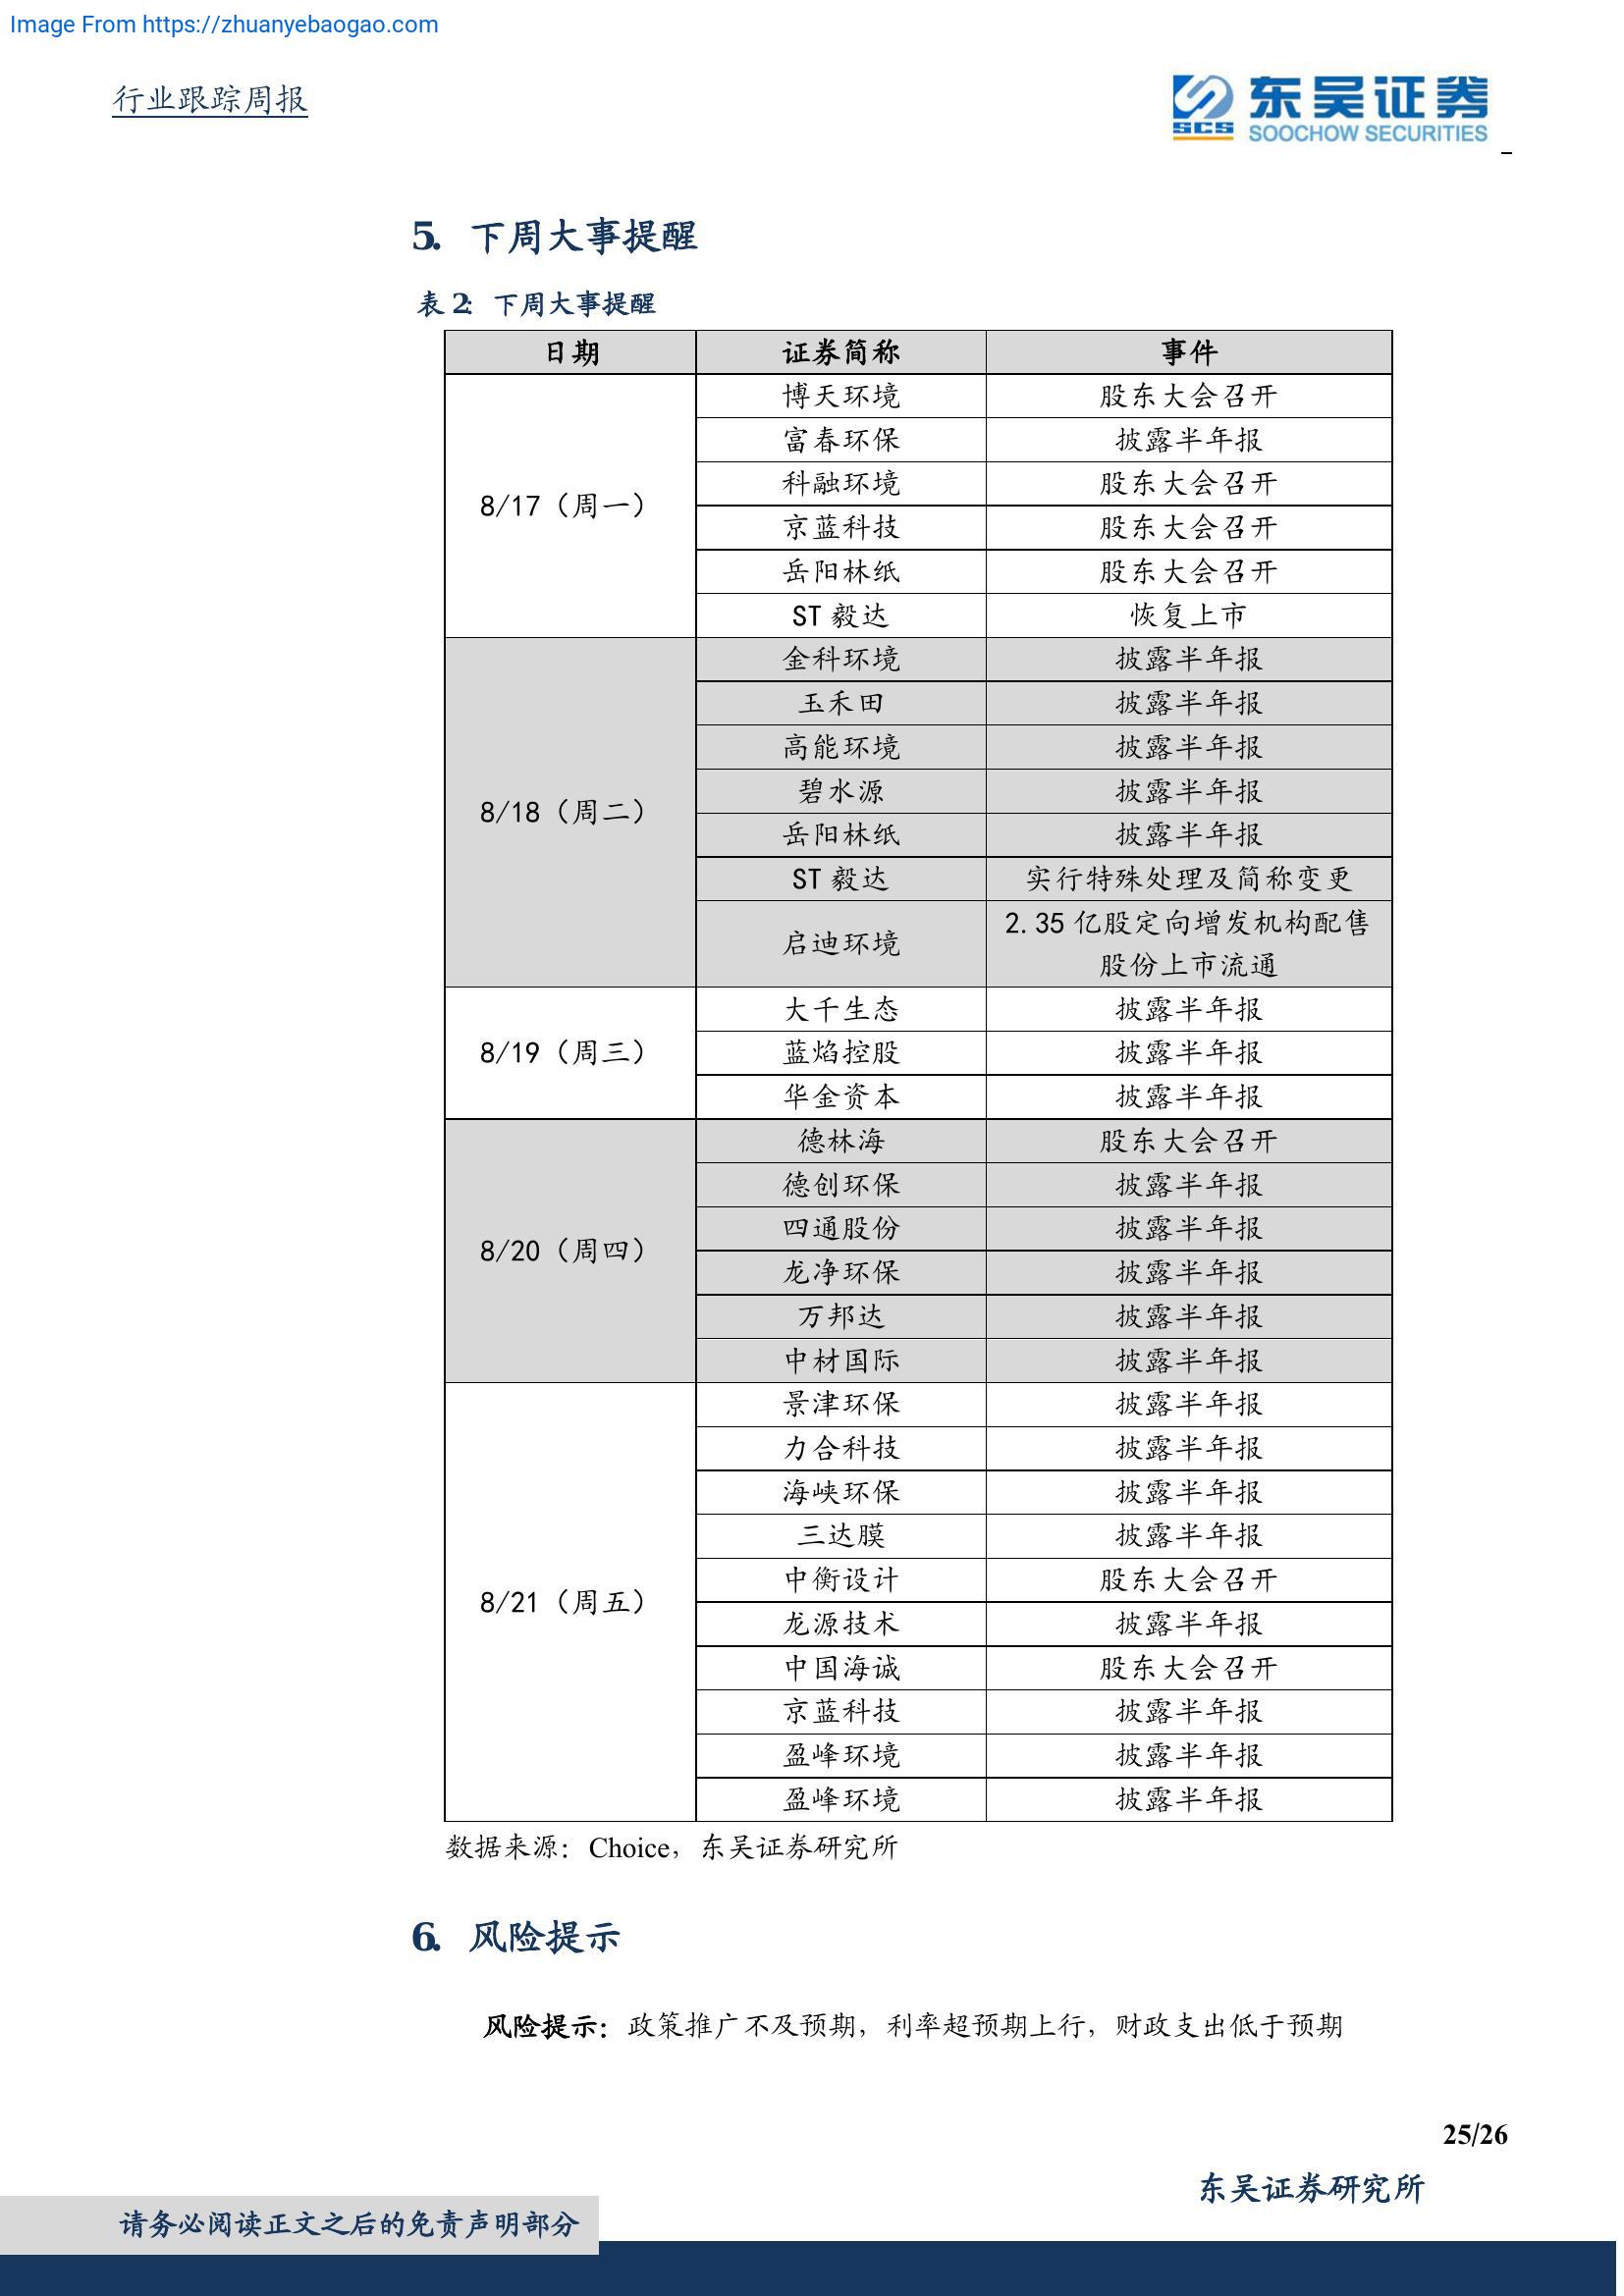 Image From https://zhuanyebaogao.com
行业跟踪周报
东吴证券
SCS SOOCHOW SECURITIES
5. 下周大事提醒
表 2: 下周大事提醒
日期 证券简称 事件
8/17（周一）
博天环境 股东大会召开
富春环保 披露半年报
科融环境 股东大会召开
京蓝科技 股东大会召开
岳阳林纸 股东大会召开
ST 毅达 恢复上市
8/18（周二）
金科环境 披露半年报
玉禾田 披露半年报
高能环境 披露半年报
碧水源 披露半年报
岳阳林纸 披露半年报
ST 毅达 实行特殊处理及简称变更
启迪环境 2.35 亿股定向增发机构配售
股份上市流通
8/19（周三）
大千生态 披露半年报
蓝焰控股 披露半年报
华金资本 披露半年报
8/20（周四）
德林海 股东大会召开
德创环保 披露半年报
四通股份 披露半年报
龙净环保 披露半年报
万邦达 披露半年报
中材国际 披露半年报
8/21（周五）
景津环保 披露半年报
力合科技 披露半年报
海峡环保 披露半年报
三达膜 披露半年报
中衡设计 股东大会召开
龙源技术 披露半年报
中国海诚 股东大会召开
京蓝科技 披露半年报
盈峰环境 披露半年报
盈峰环境 披露半年报
数据来源：Choice，东吴证券研究所
6. 风险提示
风险提示：政策推广不及预期，利率超预期上行，财政支出低于预期
25/26
东吴证券研究所
请务必阅读正文之后的免责声明部分